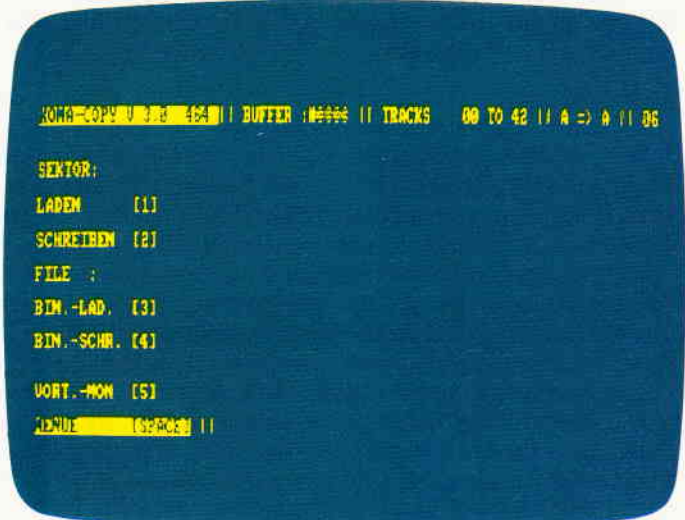 ROMA-COPY V 3.0 464 || BUFFER : || TRACKS 00 TO 42 || A => A || 06
SEKTOR:
LADEN [1]
SCHREIBEN [2]
FILE :
BIN.-LAD. [3]
BIN.-SCHR. [4]
VORT.-MON [5]
MENUE [SPACE] ||